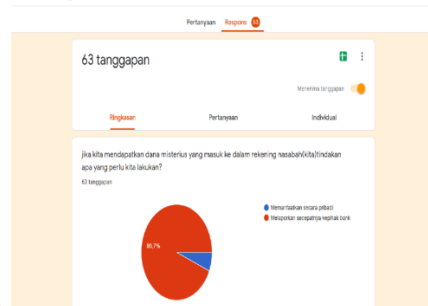 Pertanyaan Respons 63
63 tanggapan
Menerima tanggapan
Ringkasan Pertanyaan Individual
jika kita mendapatkan dana misterius yang masuk ke dalam rekening nasabah(kita)tindakan
apa yang perlu kita lakukan?
63 tanggapan
Memanfaatkan secara pribadi
Melaporkan secepatnya kepihak bank